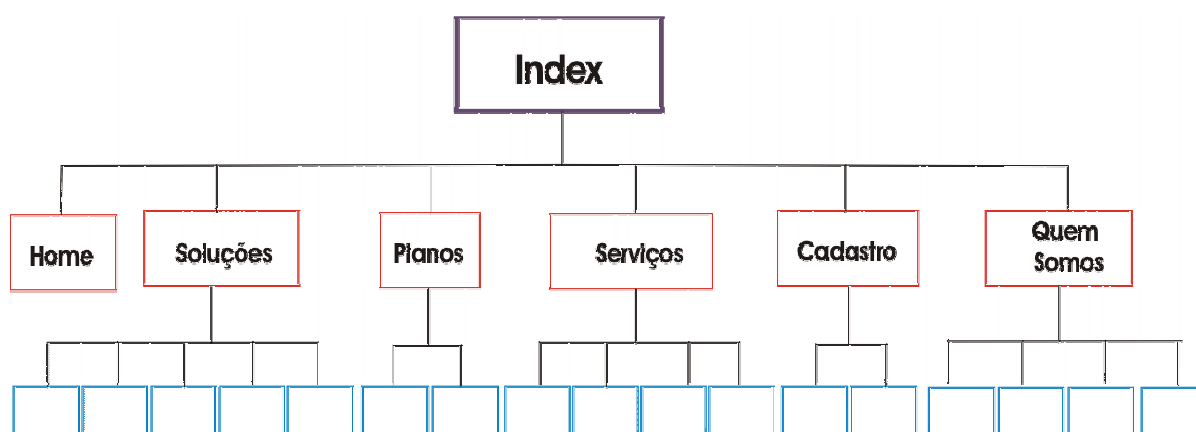 Index
Home
Soluções
Planos
Serviços
Cadastro
Quem
Somos